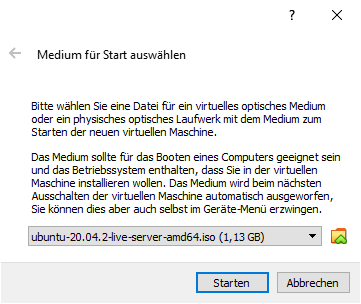 Medium für Start auswählen
Bitte wählen Sie eine Datei für ein virtuelles optisches Medium
oder ein physisches optisches Laufwerk mit dem Medium zum
Starten der neuen virtuellen Maschine.
Das Medium sollte für das Booten eines Computers geeignet sein
und das Betriebssystem enthalten, dass Sie in der virtuellen
Maschine installieren wollen. Das Medium wird beim nächsten
Ausschalten der virtuellen Maschine automatisch ausgeworfen,
Sie können dies aber auch selbst im Geräte-Menü erzwingen.
ubuntu-20.04.2-live-server-amd64.iso (1,13 GB)
Starten
Abbrechen